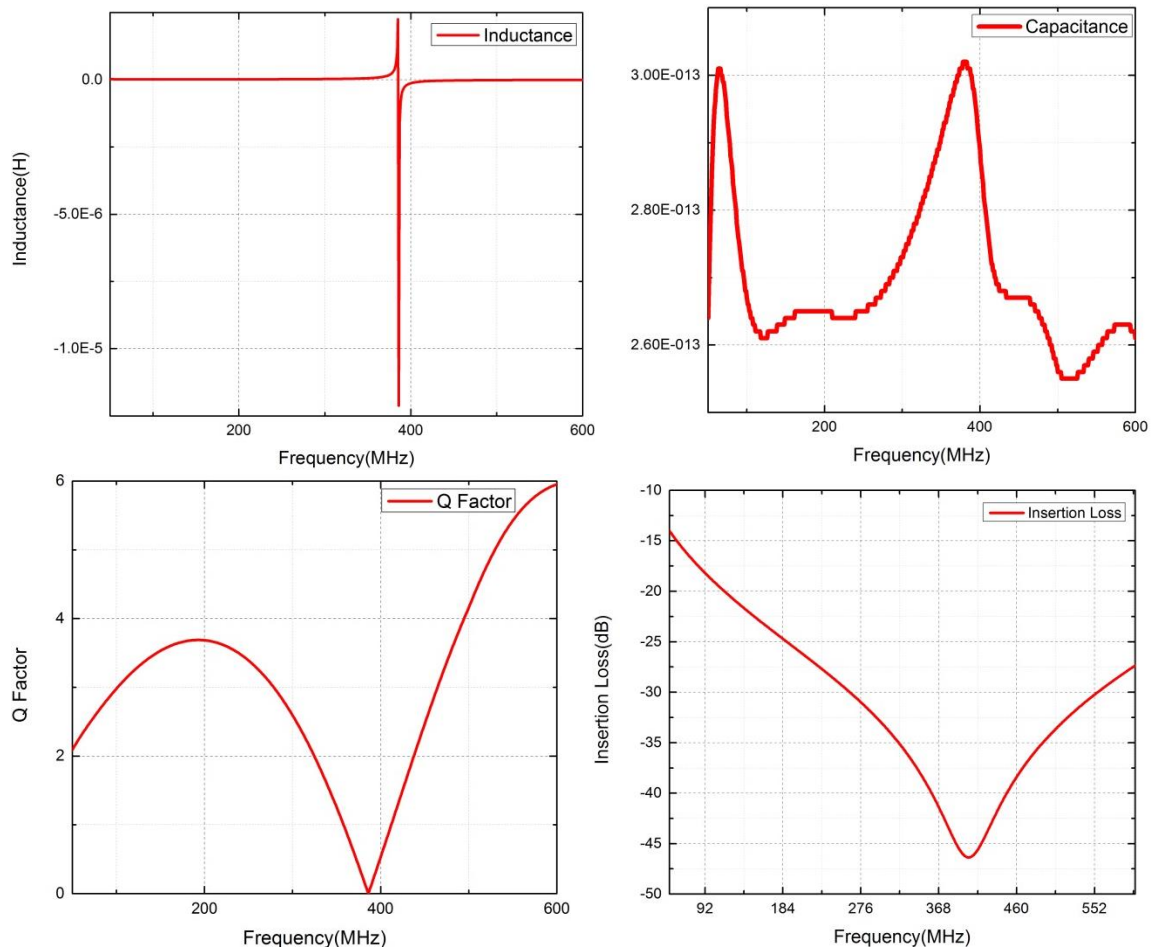 Inductance
0.0
-5.0E-6
-1.0E-5
Inductance(H)
200
400
600
Frequency(MHz)
Capacitance
3.00E-013
2.80E-013
2.60E-013
200
400
600
Frequency(MHz)
Q Factor
6
4
2
0
Q Factor
200
400
600
Frequency(MHz)
Insertion Loss
-10
-15
-20
-25
-30
-35
-40
-45
-50
Insertion Loss(dB)
92
184
276
368
460
552
Frequency(MHz)